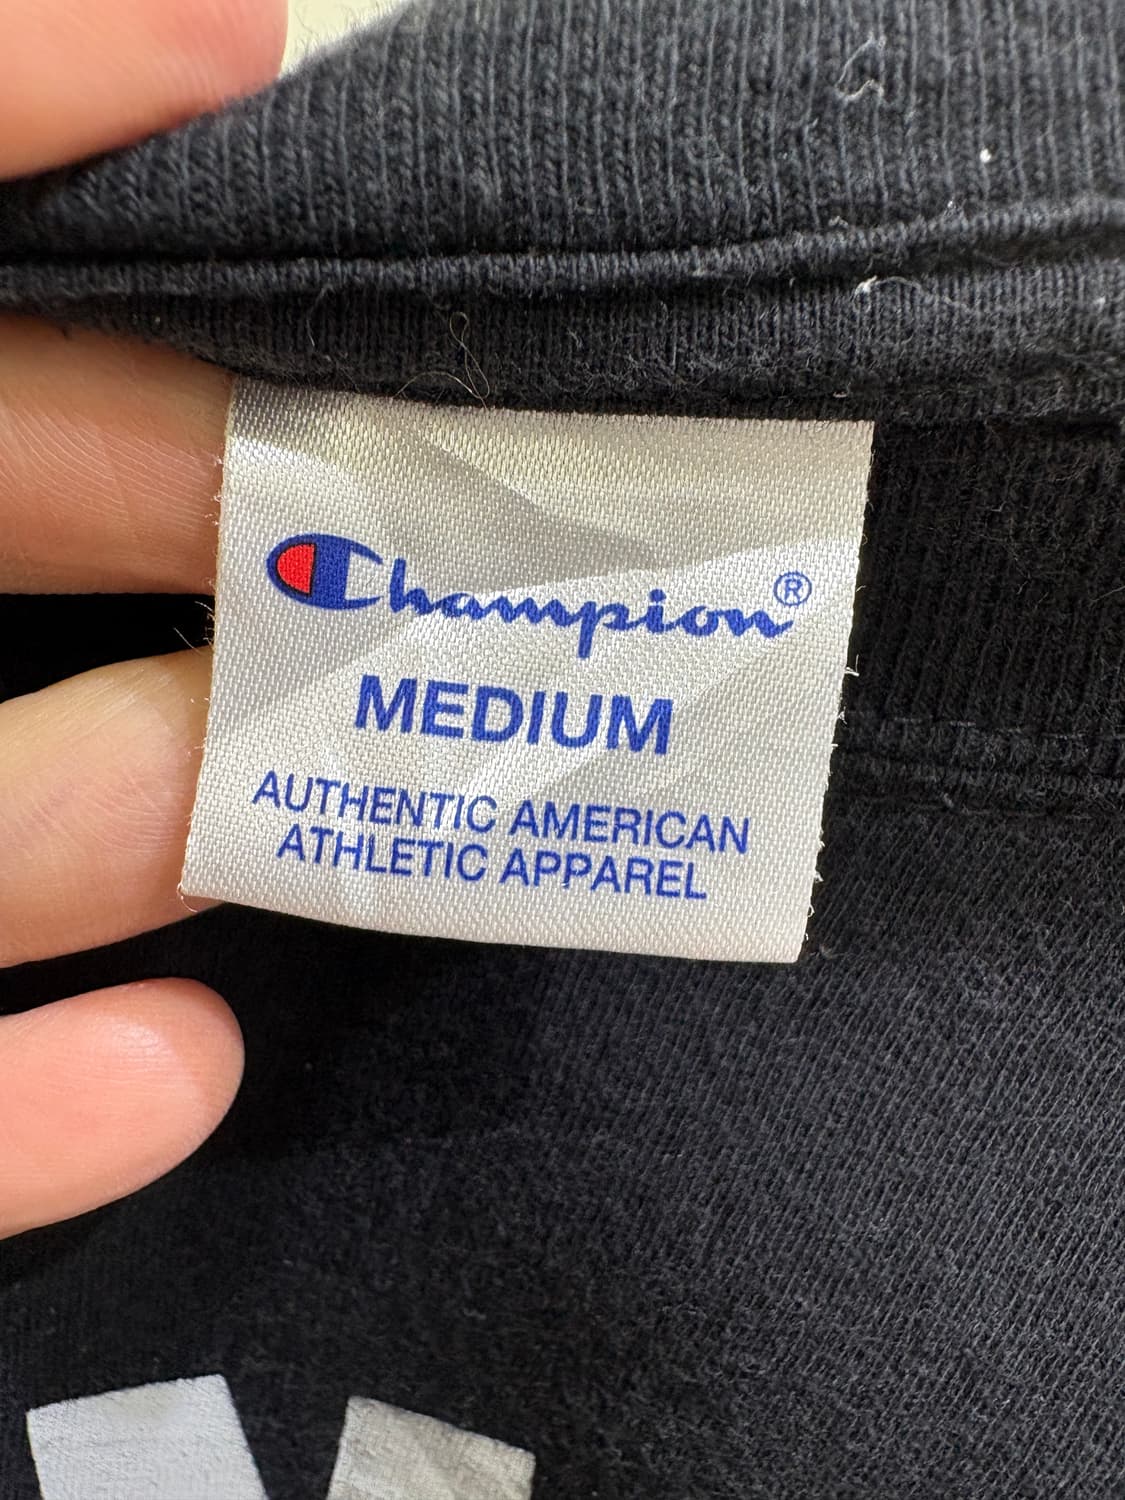 Champion®
MEDIUM
AUTHENTIC AMERICAN
ATHLETIC APPAREL